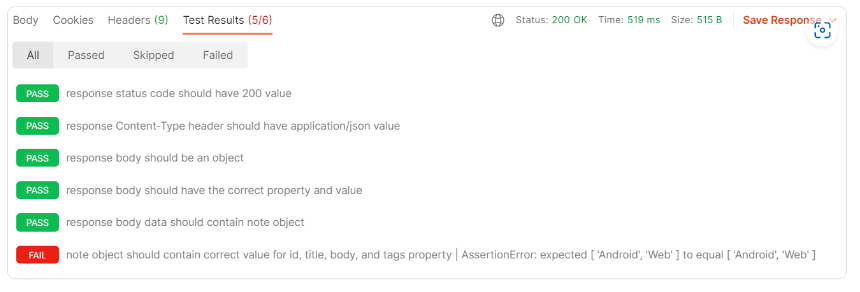 Body Cookies Headers (9) Test Results (5/6) Status: 200 OK Time: 519 ms Size: 515 B Save Response
All Passed Skipped Failed
PASS response status code should have 200 value
PASS response Content-Type header should have application/json value
PASS response body should be an object
PASS response body should have the correct property and value
PASS response body data should contain note object
FAIL note object should contain correct value for id, title, body, and tags property | AssertionError: expected [ 'Android', 'Web' ] to equal [ 'Android', 'Web' ]